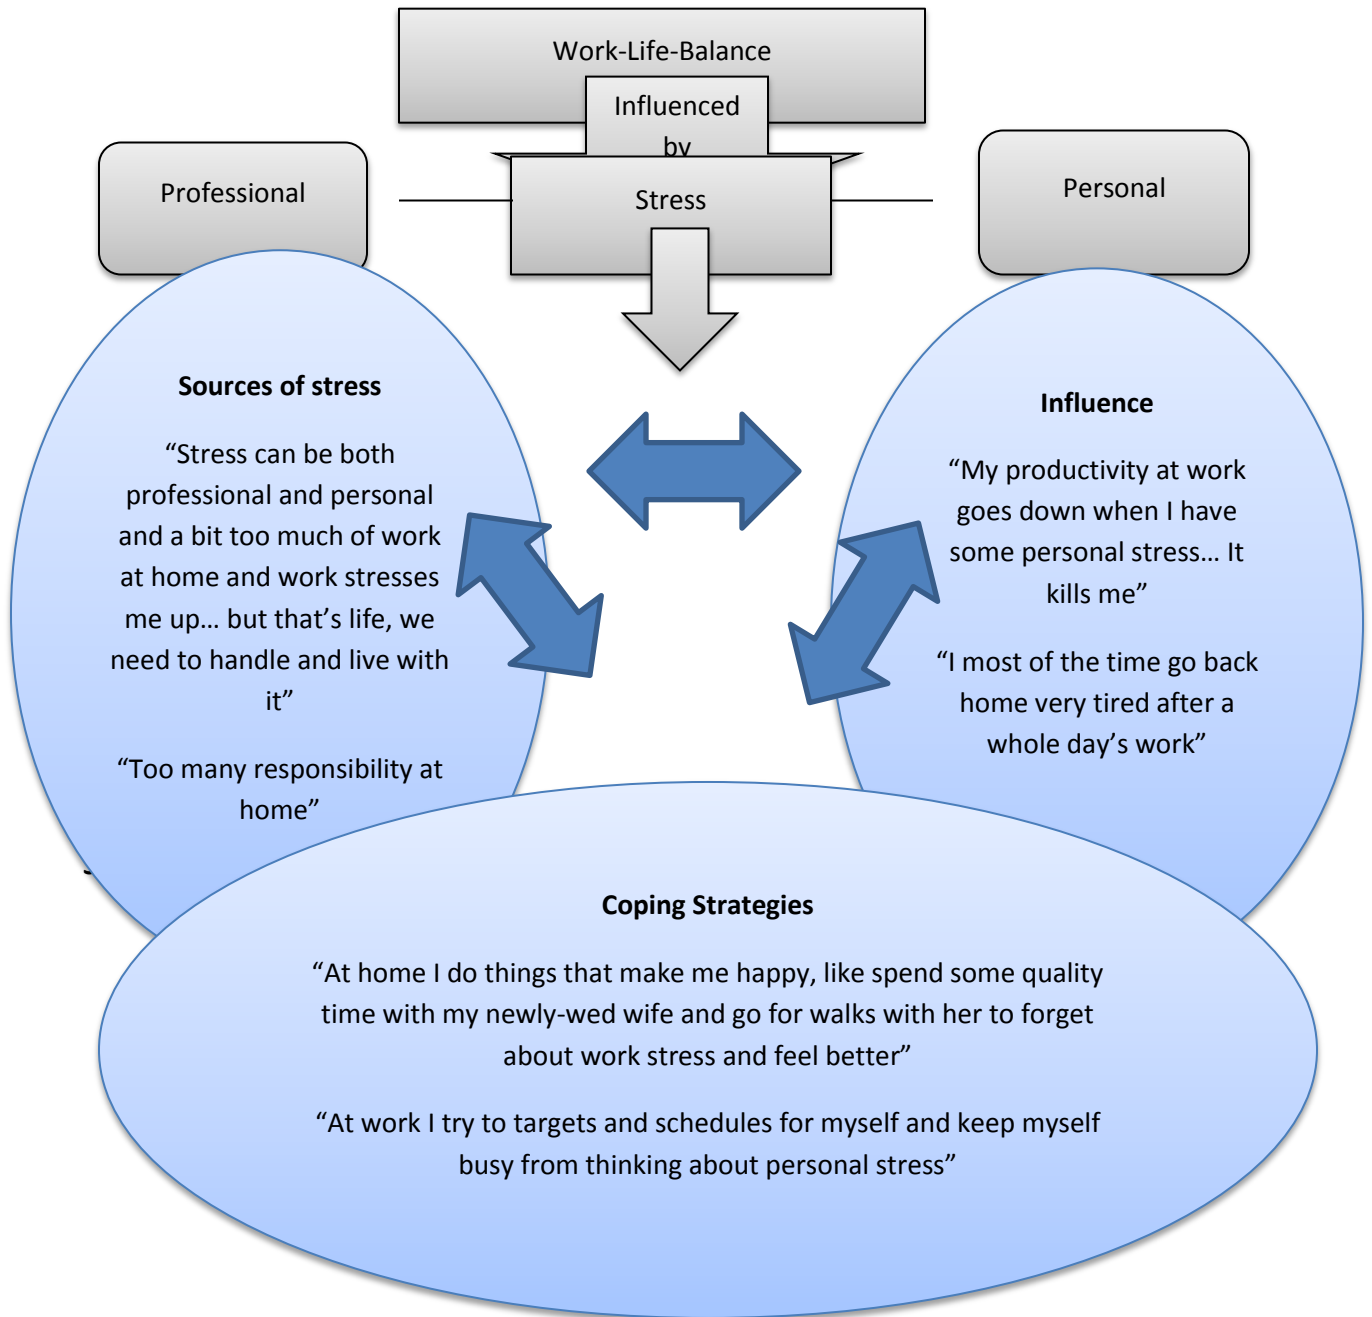 Work-Life-Balance
Influenced
by
Professional
Stress
Personal
Sources of stress
“Stress can be both
professional and personal
and a bit too much of work
at home and work stresses
me up… but that’s life, we
need to handle and live with
it”
“Too many responsibility at
home”
Influence
“My productivity at work
goes down when I have
some personal stress… It
kills me”
“I most of the time go back
home very tired after a
whole day’s work”
Coping Strategies
“At home I do things that make me happy, like spend some quality
time with my newly-wed wife and go for walks with her to forget
about work stress and feel better”
“At work I try to targets and schedules for myself and keep myself
busy from thinking about personal stress”